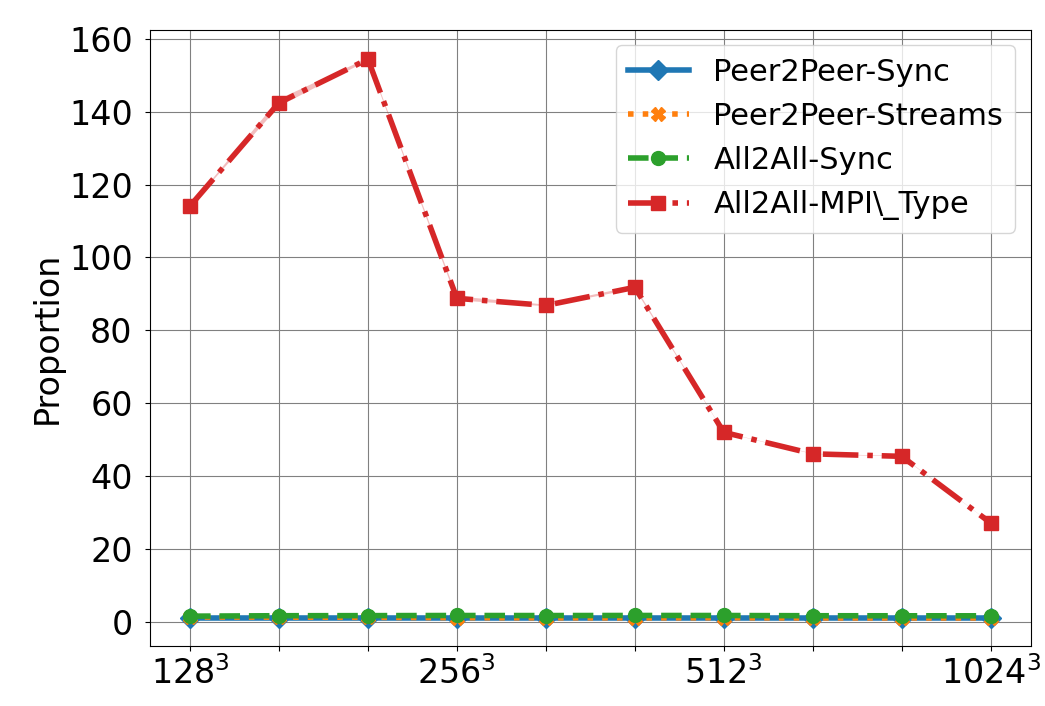 160
140
120
100
80
60
40
20
0
Proportion
Peer2Peer-Sync
Peer2Peer-Streams
All2All-Sync
All2All-MPI\_Type
128³
256³
512³
1024³